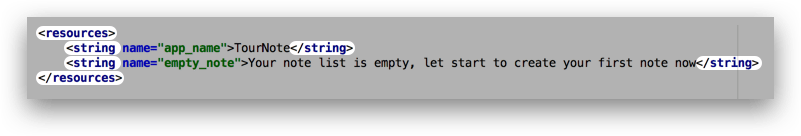 <resources>
    <string name="app_name">TourNote</string>
    <string name="empty_note">Your note list is empty, let start to create your first note now</string>
</resources>